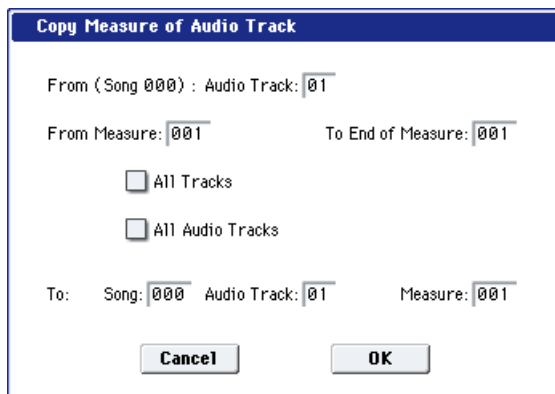 Copy Measure of Audio Track
From (Song 000) : Audio Track: 01
From Measure: 001 To End of Measure: 001
All Tracks
All Audio Tracks
To: Song: 000 Audio Track: 01 Measure: 001
Cancel OK